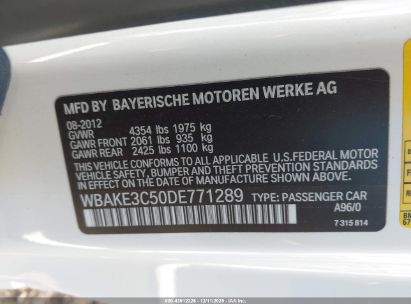 MFD BY BAYERISCHE MOTOREN WERKE AG
08-2012
GVWR 4354 lbs 1975 kg
GAWR FRONT 2061 lbs 935 kg
GAWR REAR 2425 lbs 1100 kg
THIS VEHICLE CONFORMS TO ALL APPLICABLE U.S.FEDERAL MOTOR
VEHICLE SAFETY, BUMPER, AND THEFT PREVENTION STANDARDS
IN EFFECT ON THE DATE OF MANUFACTURE SHOWN ABOVE.
WBAKE3C50DE771289 TYPE: PASSENGER CAR
A96/0
7 315 814